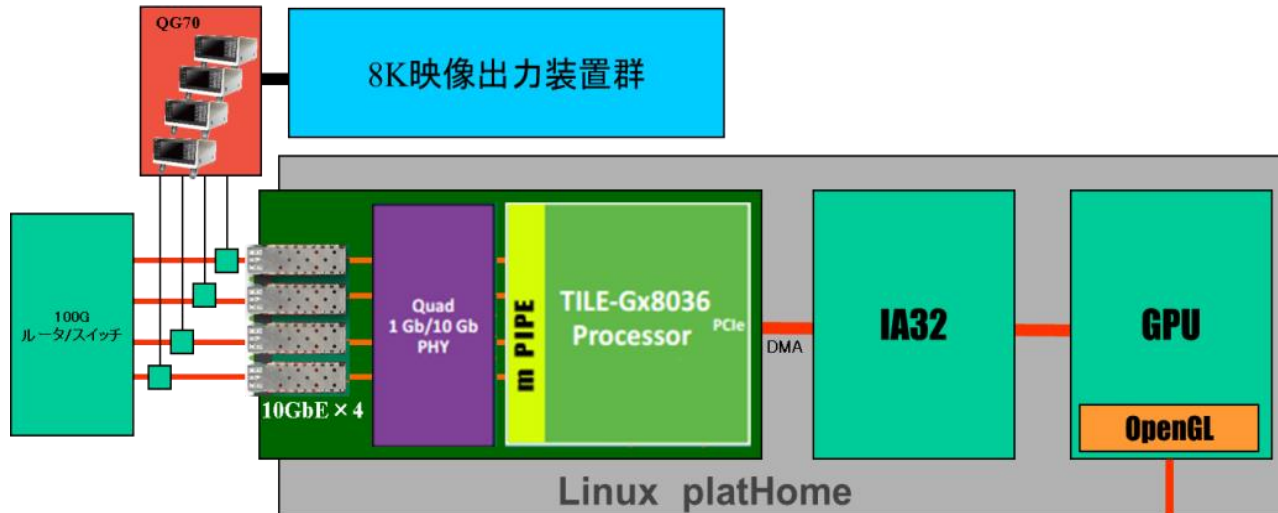 QG70
8K映像出力装置群
100G
ルータ/スイッチ
10GbE×4
Quad
1 Gb/10 Gb
PHY
m PIPE
TILE-Gx8036
Processor
PCIe
DMA
IA32
GPU
OpenGL
Linux platHome